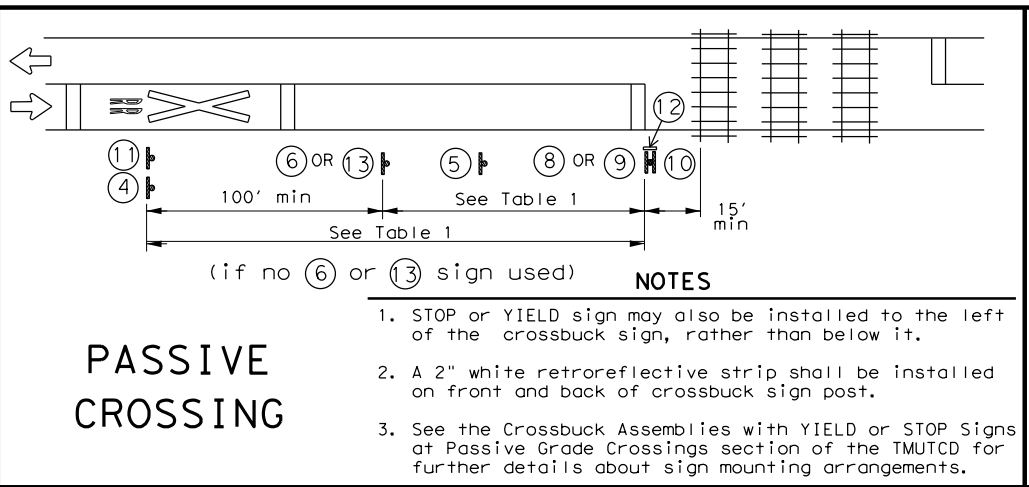 RR
12
11
6 OR 13
5
8 OR 9
10
4
100' min
See Table 1
15' min
See Table 1
(if no 6 or 13 sign used)
NOTES
1. STOP or YIELD sign may also be installed to the left
of the crossbuck sign, rather than below it.
PASSIVE
CROSSING
2. A 2" white retroreflective strip shall be installed
on front and back of crossbuck sign post.
3. See the Crossbuck Assemblies with YIELD or STOP Signs
at Passive Grade Crossings section of the TMUTCD for
further details about sign mounting arrangements.